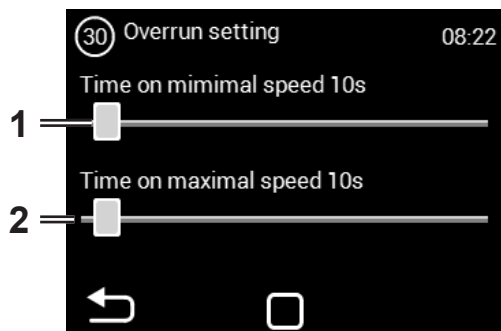 30 Overrun setting 08:22
Time on mimimal speed 10s
1
Time on maximal speed 10s
2